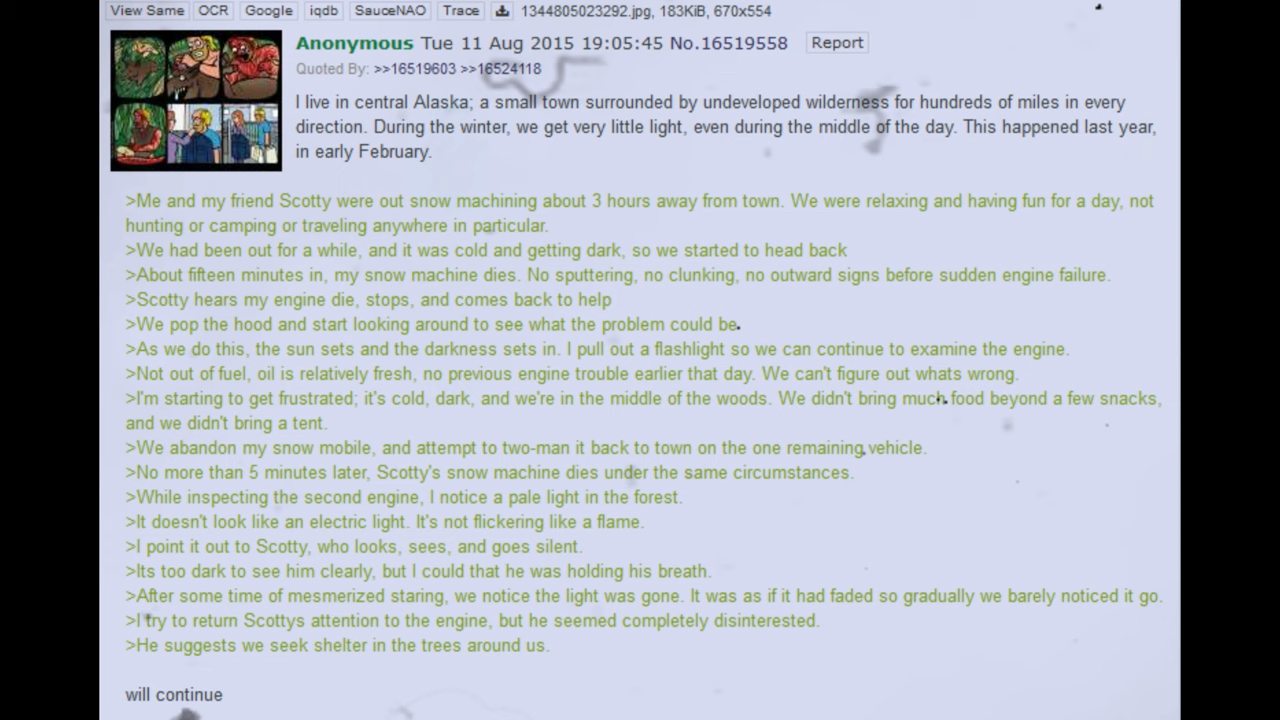 View Same OCR Google iqdb SauceNAO Trace 1344805023292.jpg, 183KiB, 670x554
Anonymous Tue 11 Aug 2015 19:05:45 No.16519558 Report
Quoted By: >>16519603 >>16524118
I live in central Alaska; a small town surrounded by undeveloped wilderness for hundreds of miles in every
direction. During the winter, we get very little light, even during the middle of the day. This happened last year,
in early February.
>Me and my friend Scotty were out snow machining about 3 hours away from town. We were relaxing and having fun for a day, not
hunting or camping or traveling anywhere in particular.
>We had been out for a while, and it was cold and getting dark, so we started to head back
>About fifteen minutes in, my snow machine dies. No sputtering, no clunking, no outward signs before sudden engine failure.
>Scotty hears my engine die, stops, and comes back to help
>We pop the hood and start looking around to see what the problem could be.
>As we do this, the sun sets and the darkness sets in. I pull out a flashlight so we can continue to examine the engine.
>Not out of fuel, oil is relatively fresh, no previous engine trouble earlier that day. We can't figure out whats wrong.
>I'm starting to get frustrated; it's cold, dark, and we're in the middle of the woods. We didn't bring much food beyond a few snacks,
and we didn't bring a tent.
>We abandon my snow mobile, and attempt to two-man it back to town on the one remaining vehicle.
>No more than 5 minutes later, Scotty's snow machine dies under the same circumstances.
>While inspecting the second engine, I notice a pale light in the forest.
>It doesn't look like an electric light. It's not flickering like a flame.
>I point it out to Scotty, who looks, sees, and goes silent.
>Its too dark to see him clearly, but I could that he was holding his breath.
>After some time of mesmerized staring, we notice the light was gone. It was as if it had faded so gradually we barely noticed it go.
>I try to return Scottys attention to the engine, but he seemed completely disinterested.
>He suggests we seek shelter in the trees around us.
will continue